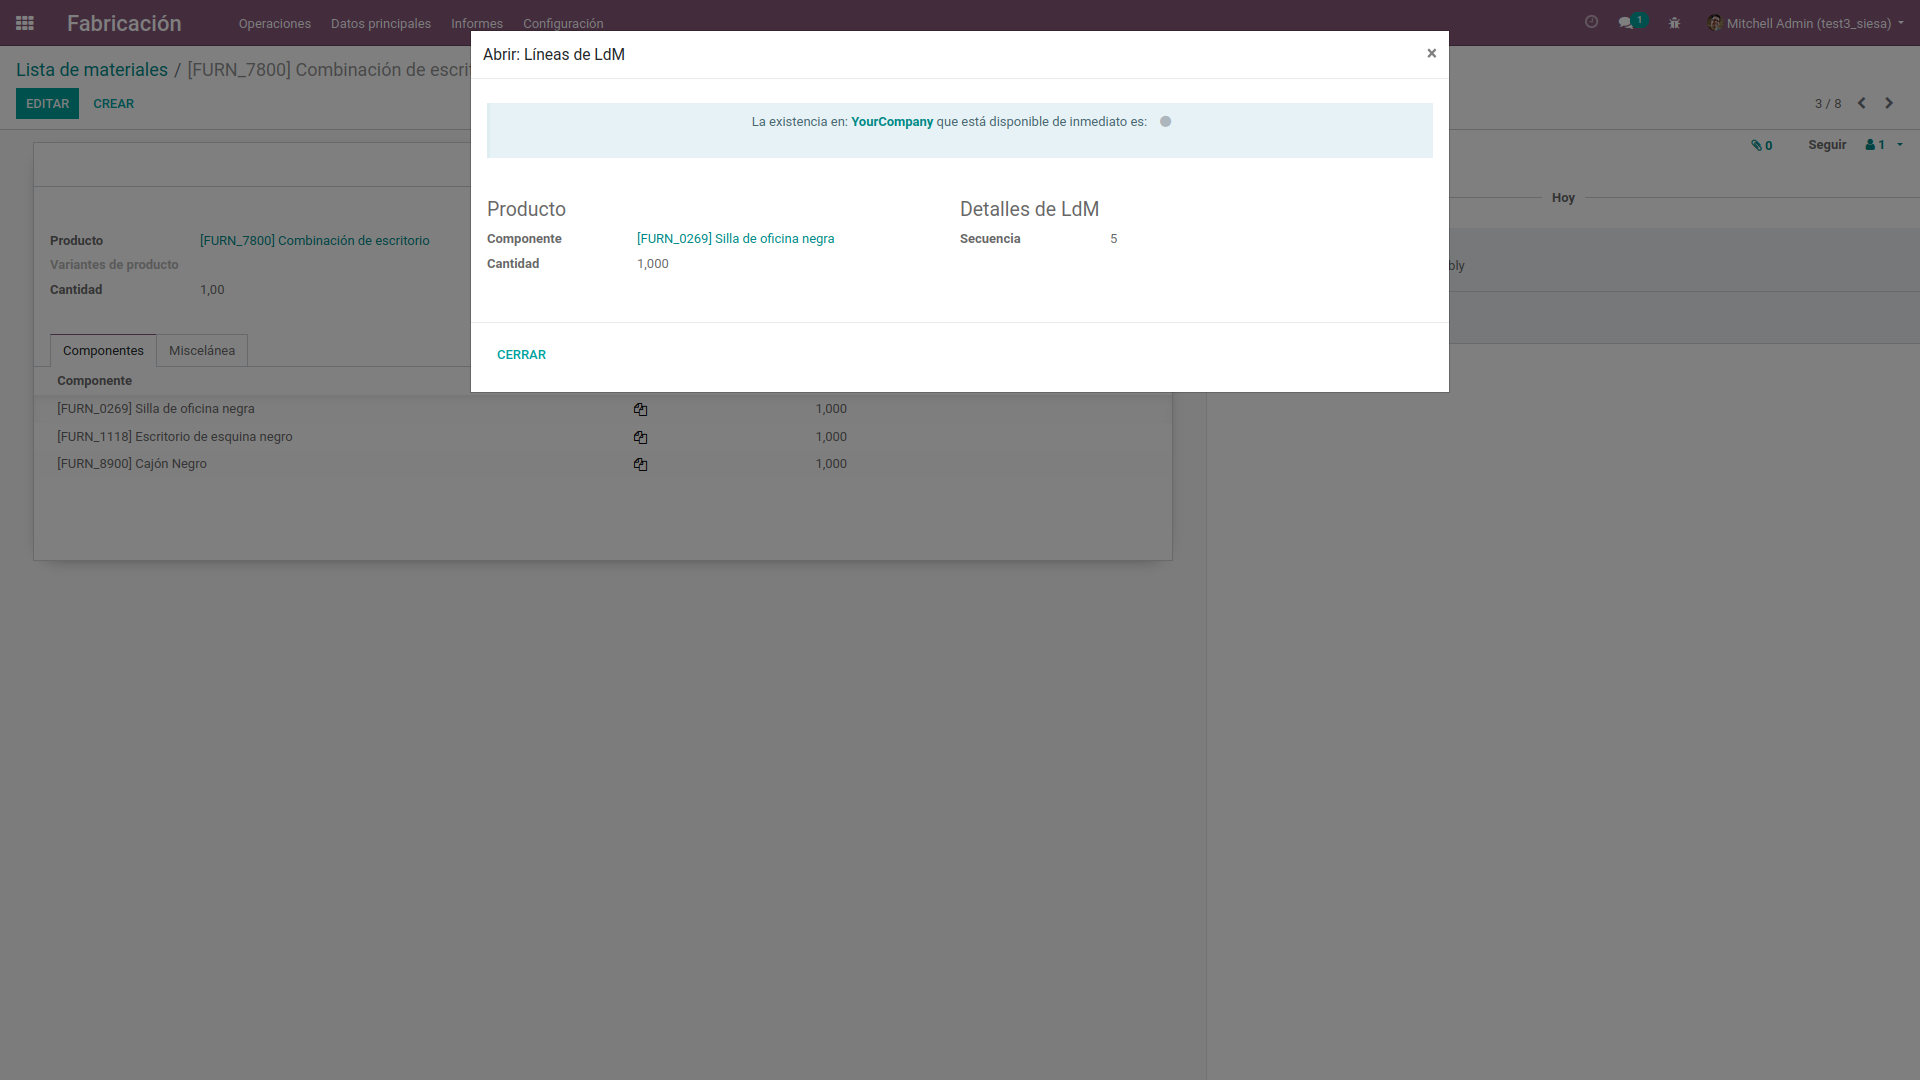 Fabricación Operaciones Datos principales Informes Configuración 1 Mitchell Admin (test3_siesa)
Lista de materiales / [FURN_7800] Combinación de escrit
EDITAR CREAR 3 / 8
Abrir: Líneas de LdM ×
La existencia en: YourCompany que está disponible de inmediato es:
Producto
Componente [FURN_0269] Silla de oficina negra
Cantidad 1,000
Detalles de LdM
Secuencia 5
CERRAR
0 Seguir 1
Hoy
bly
Producto [FURN_7800] Combinación de escritorio
Variantes de producto
Cantidad 1,00
Componentes Miscelánea
Componente
[FURN_0269] Silla de oficina negra 1,000
[FURN_1118] Escritorio de esquina negro 1,000
[FURN_8900] Cajón Negro 1,000